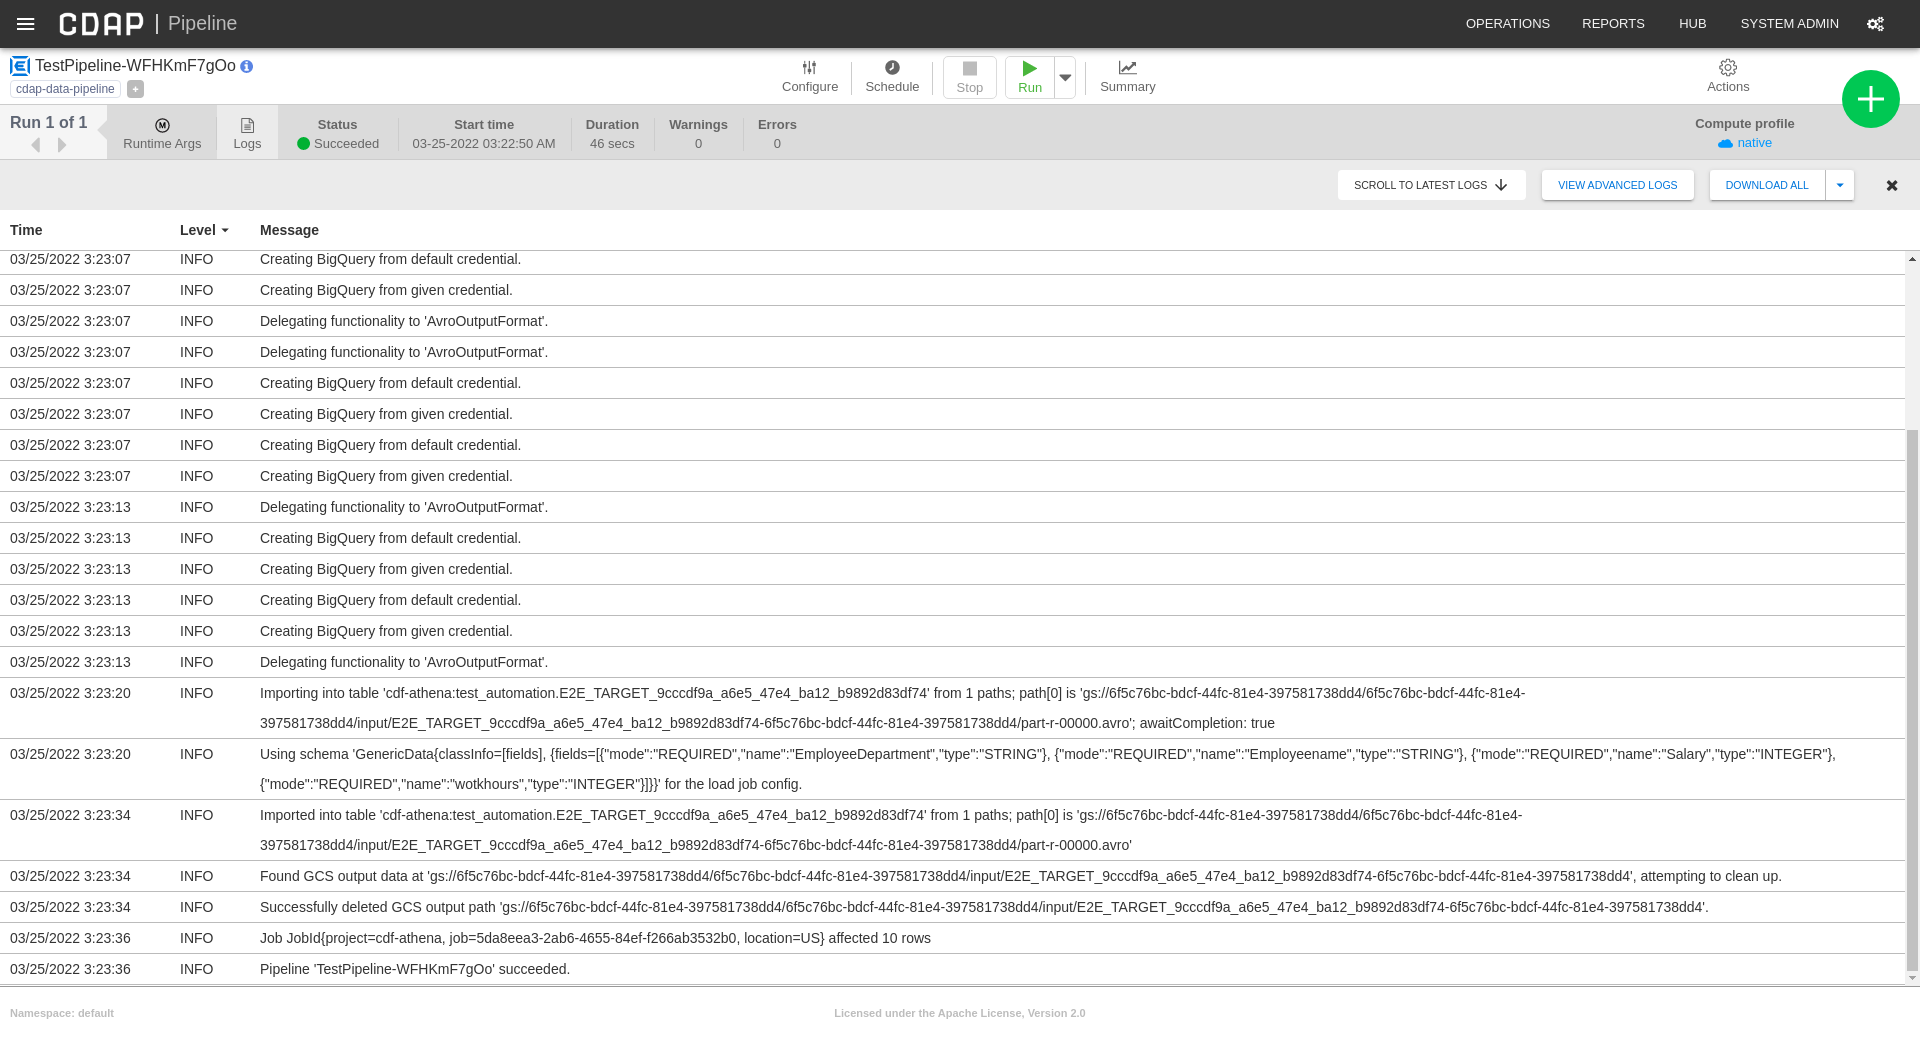 CDAP | Pipeline
OPERATIONS REPORTS HUB SYSTEM ADMIN
TestPipeline-WFHKmF7gOo
cdap-data-pipeline +
Configure Schedule Stop Run Summary Actions
Run 1 of 1
Runtime Args Logs
Status Start time Duration Warnings Errors Compute profile
Succeeded 03-25-2022 03:22:50 AM 46 secs 0 0 native
SCROLL TO LATEST LOGS VIEW ADVANCED LOGS DOWNLOAD ALL
Time Level Message
03/25/2022 3:23:07 INFO Creating BigQuery from default credential.
03/25/2022 3:23:07 INFO Creating BigQuery from given credential.
03/25/2022 3:23:07 INFO Delegating functionality to 'AvroOutputFormat'.
03/25/2022 3:23:07 INFO Delegating functionality to 'AvroOutputFormat'.
03/25/2022 3:23:07 INFO Creating BigQuery from default credential.
03/25/2022 3:23:07 INFO Creating BigQuery from given credential.
03/25/2022 3:23:07 INFO Creating BigQuery from default credential.
03/25/2022 3:23:07 INFO Creating BigQuery from given credential.
03/25/2022 3:23:13 INFO Delegating functionality to 'AvroOutputFormat'.
03/25/2022 3:23:13 INFO Creating BigQuery from default credential.
03/25/2022 3:23:13 INFO Creating BigQuery from given credential.
03/25/2022 3:23:13 INFO Creating BigQuery from default credential.
03/25/2022 3:23:13 INFO Creating BigQuery from given credential.
03/25/2022 3:23:13 INFO Delegating functionality to 'AvroOutputFormat'.
03/25/2022 3:23:20 INFO Importing into table 'cdf-athena:test_automation.E2E_TARGET_9cccdf9a_a6e5_47e4_ba12_b9892d83df74' from 1 paths; path[0] is 'gs://6f5c76bc-bdcf-44fc-81e4-397581738dd4/6f5c76bc-bdcf-44fc-81e4-
397581738dd4/input/E2E_TARGET_9cccdf9a_a6e5_47e4_ba12_b9892d83df74-6f5c76bc-bdcf-44fc-81e4-397581738dd4/part-r-00000.avro'; awaitCompletion: true
03/25/2022 3:23:20 INFO Using schema 'GenericData{classInfo=[fields], {fields=[{"mode":"REQUIRED","name":"EmployeeDepartment","type":"STRING"}, {"mode":"REQUIRED","name":"Employeename","type":"STRING"}, {"mode":"REQUIRED","name":"Salary","type":"INTEGER"},
{"mode":"REQUIRED","name":"wotkhours","type":"INTEGER"}]}}' for the load job config.
03/25/2022 3:23:34 INFO Imported into table 'cdf-athena:test_automation.E2E_TARGET_9cccdf9a_a6e5_47e4_ba12_b9892d83df74' from 1 paths; path[0] is 'gs://6f5c76bc-bdcf-44fc-81e4-397581738dd4/6f5c76bc-bdcf-44fc-81e4-
397581738dd4/input/E2E_TARGET_9cccdf9a_a6e5_47e4_ba12_b9892d83df74-6f5c76bc-bdcf-44fc-81e4-397581738dd4/part-r-00000.avro'
03/25/2022 3:23:34 INFO Found GCS output data at 'gs://6f5c76bc-bdcf-44fc-81e4-397581738dd4/6f5c76bc-bdcf-44fc-81e4-397581738dd4/input/E2E_TARGET_9cccdf9a_a6e5_47e4_ba12_b9892d83df74-6f5c76bc-bdcf-44fc-81e4-397581738dd4', attempting to clean up.
03/25/2022 3:23:34 INFO Successfully deleted GCS output path 'gs://6f5c76bc-bdcf-44fc-81e4-397581738dd4/6f5c76bc-bdcf-44fc-81e4-397581738dd4/input/E2E_TARGET_9cccdf9a_a6e5_47e4_ba12_b9892d83df74-6f5c76bc-bdcf-44fc-81e4-397581738dd4'.
03/25/2022 3:23:36 INFO Job JobId{project=cdf-athena, job=5da8eea3-2ab6-4655-84ef-f266ab3532b0, location=US} affected 10 rows
03/25/2022 3:23:36 INFO Pipeline 'TestPipeline-WFHKmF7gOo' succeeded.
Namespace: default Licensed under the Apache License, Version 2.0